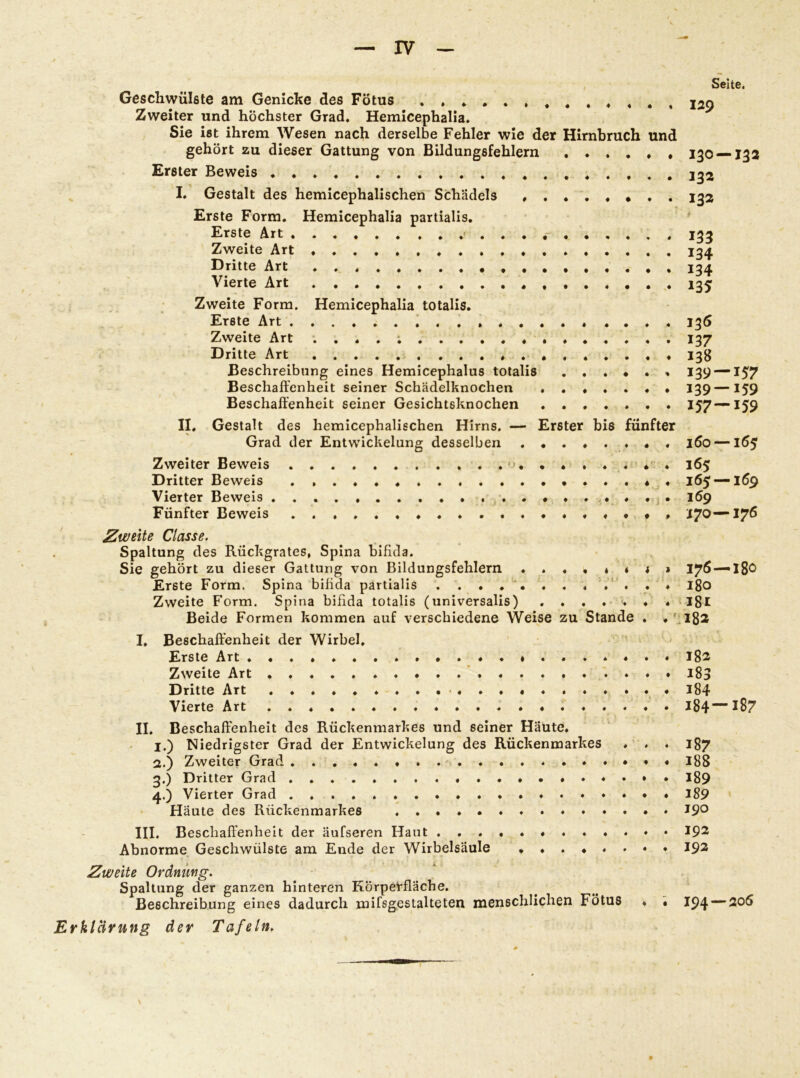 — IV —
Seite.
Geschwülste am Genicke des Fötus . . . . . . . . . . . . . 129
Zweiter und höchster Grad. Hemicephalia.
Sie ist ihrem Wesen nach derselbe Fehler wie der Hirnbruch und
gehört zu dieser Gattung von Bildungsfehlern . . . . . . 130—132
Erster Beweis . . . . . . . . . . . . . . . . . . . . 132
I. Gestalt des hemicephalischen Schädels . . . . . . . . 132
Erste Form. Hemicephalia partialis.
Erste Art . . . . . . . . . . . . . . . . . . . 133
Zweite Art . . . . . . . . . . . . . . . . . . 134
Dritte Art . . . . . . . . . . . . . . . . . . 134
Vierte Art . . . . . . . . . . . . . . . . . . 135
Zweite Form. Hemicephalia totalis.
Erste Art . . . . . . . . . . . . . . . . . . . 136
Zweite Art . . . . . . . . . . . . . . . . . . 137
Dritte Art . . . . . . . . . . . . . . . . . . 138
Beschreibung eines Hemicephalus totalis . . . . . . 139—157
Beschaffenheit seiner Schädelknochen . . . . . . . 139—159
Beschaffenheit seiner Gesichtsknochen . . . . . . . 157—159
II. Gestalt des hemicephalischen Hirns. — Erster bis fünfter
Grad der Entwickelung desselben . . . . . . . . 160—165
Zweiter Beweis . . . . . . . . . . . . . . . . . . . 165
Dritter Beweis . . . . . . . . . . . . . . . . . . . 165—169
Vierter Beweis . . . . . . . . . . . . . . . . . . . . 169
Fünfter Beweis . . . . . . . . . . . . . . . . . . . 170—176
Zweite Classe.
Spaltung des Rückgrates, Spina bifida.
Sie gehört zu dieser Gattung von Bildungsfehlern . . . . . . . . 176—180
Erste Form. Spina bifida partialis . . . . . . . . . . . . 180
Zweite Form. Spina bifida totalis (universalis) . . . . . . . 181
Beide Formen kommen auf verschiedene Weise zu Stande . . 182
I. Beschaffenheit der Wirbel.
Erste Art . . . . . . . . . . . . . . . . . . . . . 182
Zweite Art . . . . . . . . . . . . . . . . . . . . 183
Dritte Art . . . . . . . . . . . . . . . . . . . . 184
Vierte Art . . . . . . . . . . . . . . . . . . . . 184—187
II. Beschaffenheit des Rückenmarkes und seiner Häute.
1.) Niedrigster Grad der Entwickelung des Rückenmarkes . . . 187
2.) Zweiter Grad . . . . . . . . . . . . . . . . . . . 188
3.) Dritter Grad . . . . . . . . . . . . . . . . . . . 189
4.) Vierter Grad . . . . . . . . . . . . . . . . . . . 189
Häute des Rückenmarkes . . . . . . . . . . . . . . 190
III. Beschaffenheit der äufseren Haut . . . . . . . . . . . . 192
Abnorme Geschwülste am Ende der Wirbelsäule . . . . . . . . 192
Zweite Ordnung.
Spaltung der ganzen hinteren Körperfläche.
Beschreibung eines dadurch mifsgestalteten menschlichen Fötus . . 194—206
Erklärung der Tafeln.